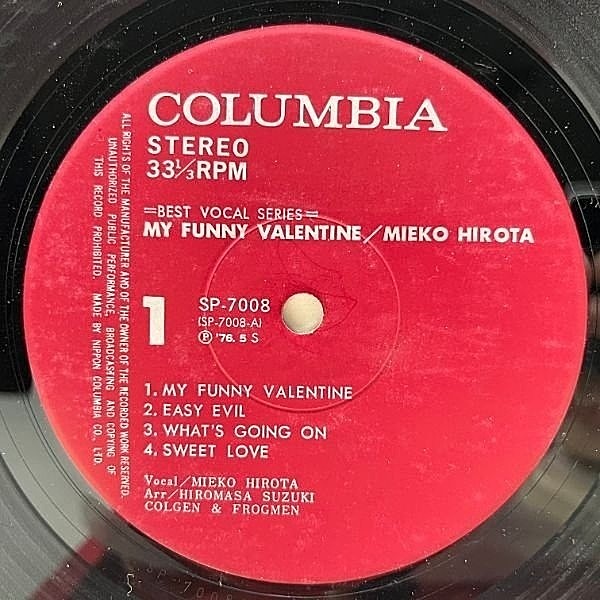 COLUMBIA
STEREO
33⅓RPM
=BEST VOCAL SERIES=
MY FUNNY VALENTINE/MIEKO HIROTA
1
SP-7008
(SP-7008-A)
Ⓟ '76. 5 S
1. MY FUNNY VALENTINE
2. EASY EVIL
3. WHAT'S GOING ON
4. SWEET LOVE
Vocal/MIEKO HIROTA
Arr/HIROMASA SUZUKI
COLGEN & FROGMEN
ALL RIGHTS OF THE MANUFACTURER AND OF THE OWNER OF THE RECORDED WORK RESERVED.
UNAUTHORIZED PUBLIC PERFORMANCE, BROADCASTING AND COPYING OF
THIS RECORD PROHIBITED. MADE BY NIPPON COLUMBIA CO., LTD.
SP-7008